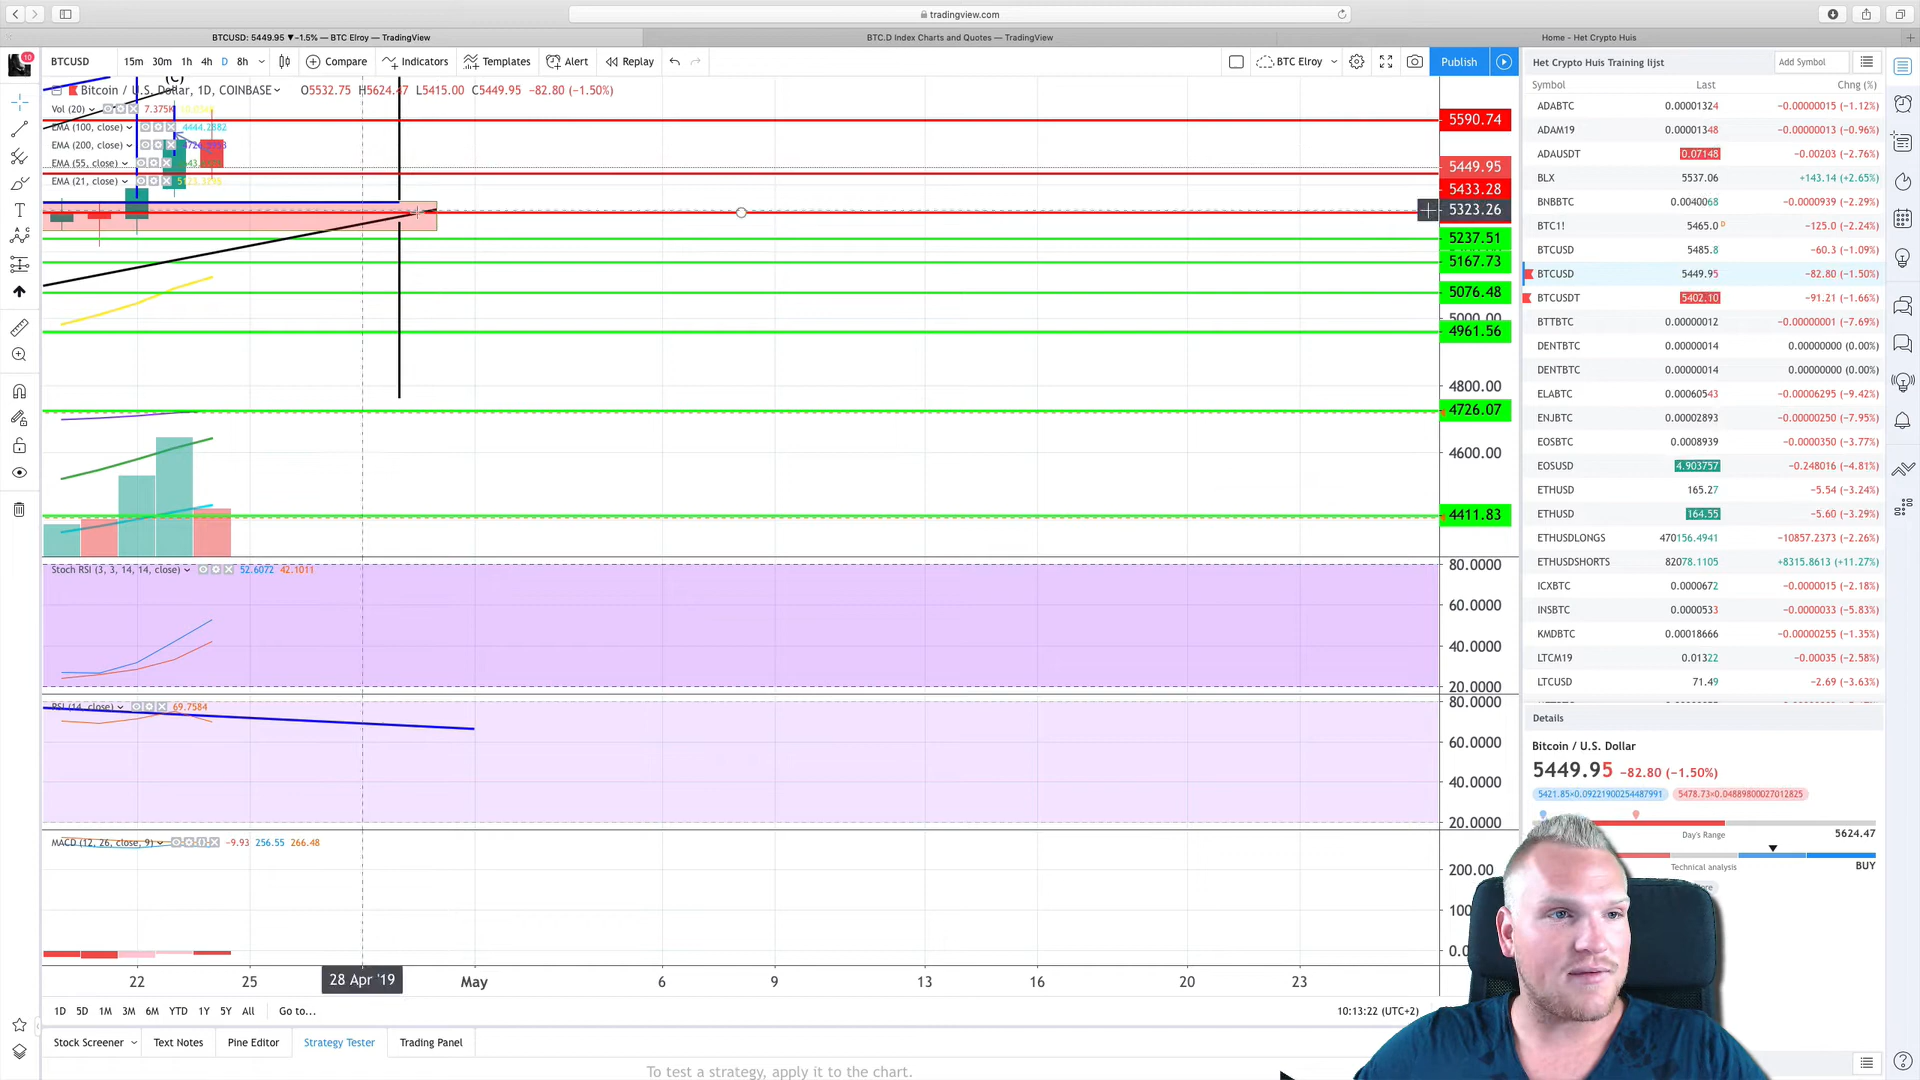 tradingview.com
BTCUSD: 5449.95 ▼−1.5% — BTC Elroy — TradingView
BTC.D Index Charts and Quotes — TradingView
Home – Het Crypto Huis
10
BTCUSD 15m 30m 1h 4h D 8h Compare Indicators Templates Alert Replay
BTC Elroy Publish
(C)
Bitcoin / U.S. Dollar, 1D, COINBASE O5532.75 H5624.47 L5415.00 C5449.95 −82.80 (−1.50%)
Vol (20) 7.375K
EMA (100, close) 4444.2882
EMA (200, close)
EMA (55, close)
EMA (21, close)
5590.74
5449.95
5433.28
5323.26
5237.51
5167.73
5076.48
5000.00
4961.56
4800.00
4726.07
4600.00
4411.83
Stoch RSI (3, 3, 14, 14, close) 52.6072 42.1011
80.0000
60.0000
40.0000
20.0000
RSI (14, close) 69.7584
80.0000
60.0000
40.0000
20.0000
MACD (12, 26, close, 9) −9.93 256.55 266.48
200.00
22 25 28 Apr '19 May 6 9 13 16 20 23
1D 5D 1M 3M 6M YTD 1Y 5Y All Go to...
10:13:22 (UTC+2)
Stock Screener Text Notes Pine Editor Strategy Tester Trading Panel
To test a strategy, apply it to the chart.
Het Crypto Huis Training lijst Add Symbol
Symbol Last Chng (%)
ADABTC 0.00001324 −0.00000015 (−1.12%)
ADAM19 0.00001348 −0.00000013 (−0.96%)
ADAUSDT 0.07148 −0.00203 (−2.76%)
BLX 5537.06 +143.14 (+2.65%)
BNBBTC 0.0040068 −0.0000939 (−2.29%)
BTC1! 5465.0 D −125.0 (−2.24%)
BTCUSD 5485.8 −60.3 (−1.09%)
BTCUSD 5449.95 −82.80 (−1.50%)
BTCUSDT 5402.10 −91.21 (−1.66%)
BTTBTC 0.00000012 −0.00000001 (−7.69%)
DENTBTC 0.00000014 0.00000000 (0.00%)
DENTBTC 0.00000014 0.00000000 (0.00%)
ELABTC 0.00060543 −0.00006295 (−9.42%)
ENJBTC 0.00002893 −0.00000250 (−7.95%)
EOSBTC 0.0008939 −0.0000350 (−3.77%)
EOSUSD 4.903757 −0.248016 (−4.81%)
ETHUSD 165.27 −5.54 (−3.24%)
ETHUSD 164.55 −5.60 (−3.29%)
ETHUSDLONGS 470156.4941 −10857.2373 (−2.26%)
ETHUSDSHORTS 82078.1105 +8315.8613 (+11.27%)
ICXBTC 0.0000672 −0.0000015 (−2.18%)
INSBTC 0.0000533 −0.0000033 (−5.83%)
KMDBTC 0.00018666 −0.00000255 (−1.35%)
LTCM19 0.01322 −0.00035 (−2.58%)
LTCUSD 71.49 −2.69 (−3.63%)
Details
Bitcoin / U.S. Dollar
5449.95 −82.80 (−1.50%)
5421.85×0.09221900254487991 5478.73×0.04889800027012825
Day's Range 5624.47
Technical analysis BUY